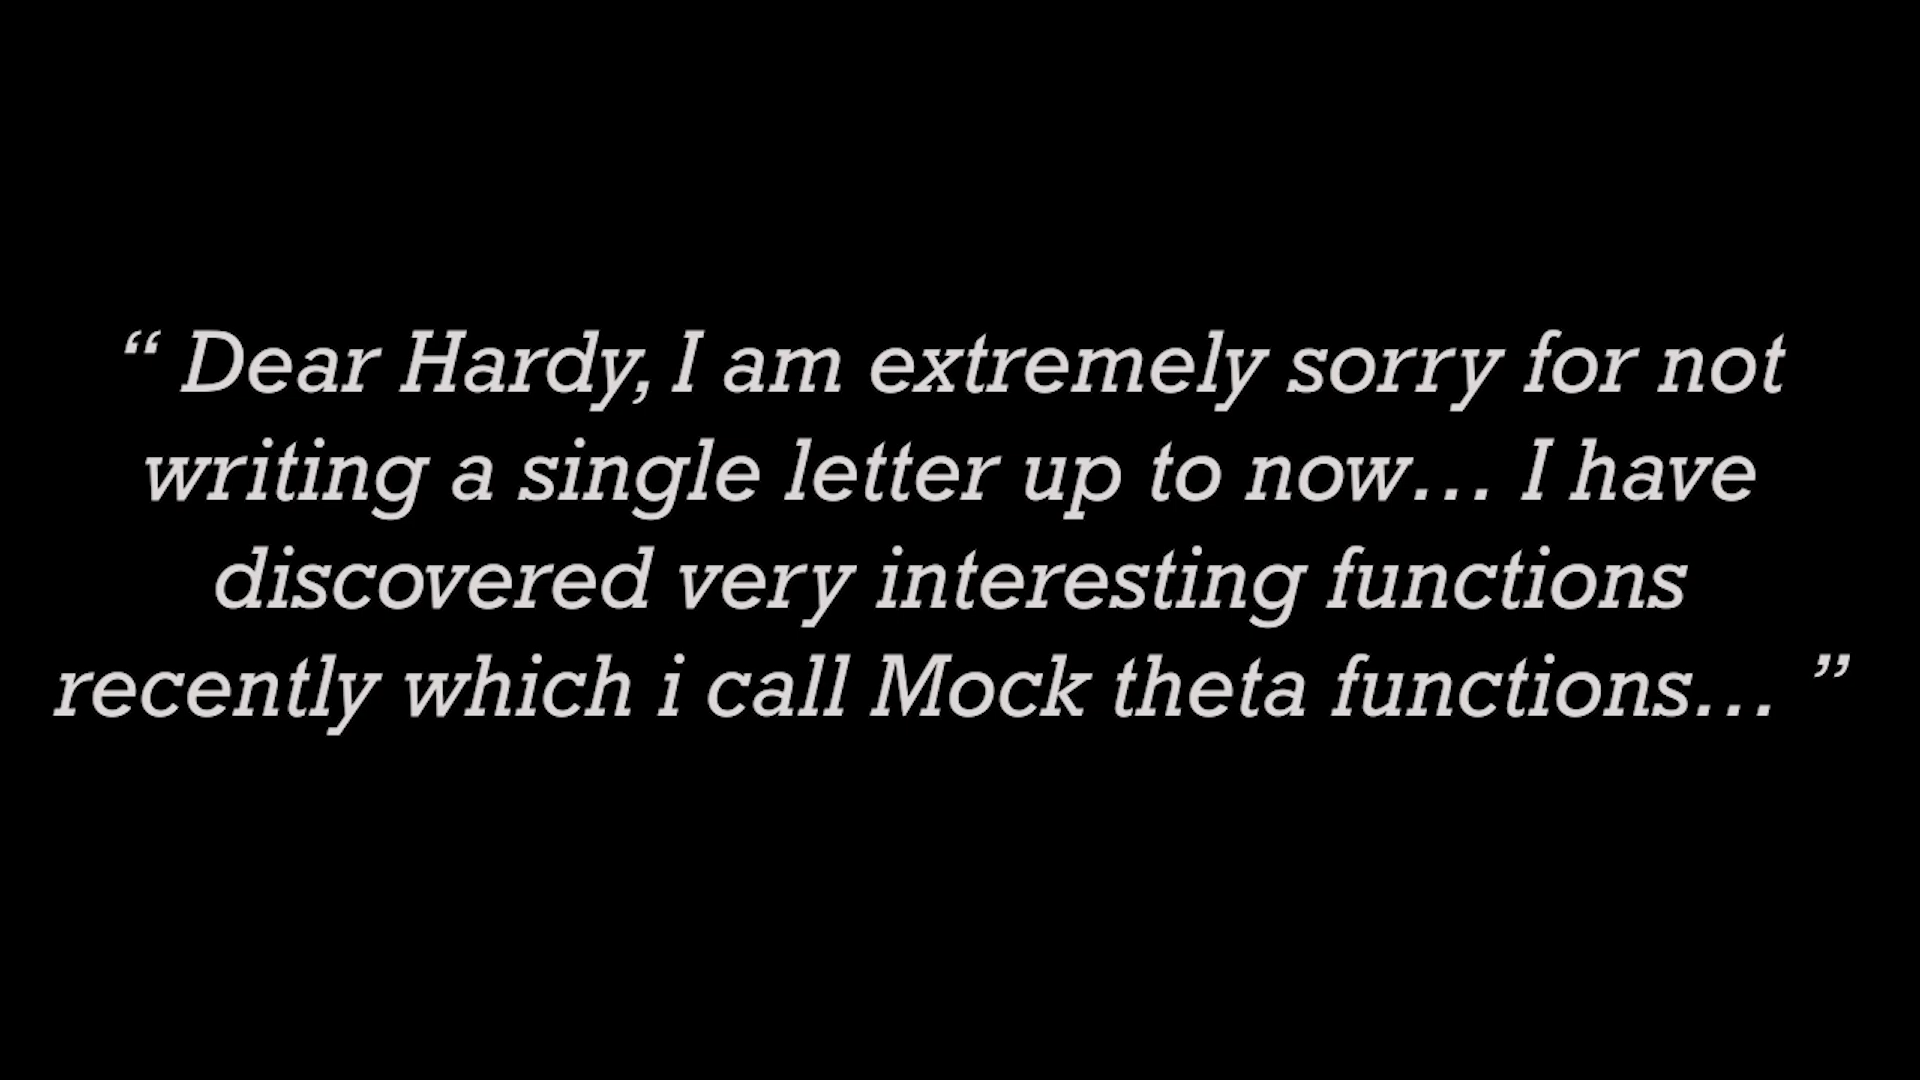 “ Dear Hardy, I am extremely sorry for not
writing a single letter up to now... I have
discovered very interesting functions
recently which i call Mock theta functions... ”